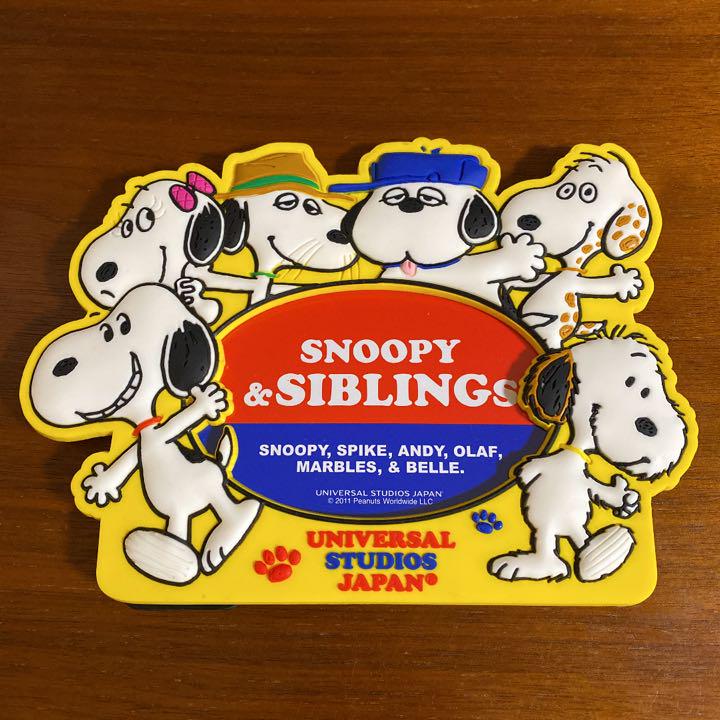 SNOOPY
& SIBLINGS
SNOOPY, SPIKE, ANDY, OLAF,
MARBLES, & BELLE.
UNIVERSAL STUDIOS JAPAN
© 2011 Peanuts Worldwide LLC
UNIVERSAL
STUDIOS
JAPAN®